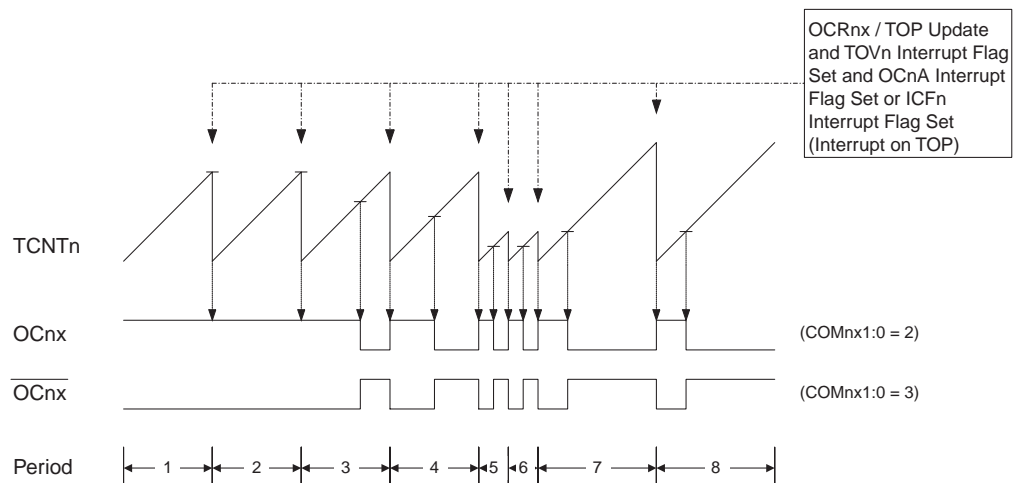 OCRnx / TOP Update
and TOVn Interrupt Flag
Set and OCnA Interrupt
Flag Set or ICFn
Interrupt Flag Set
(Interrupt on TOP)
TCNTn
OCnx (COMnx1:0 = 2)
OCnx (COMnx1:0 = 3)
Period 1 2 3 4 5 6 7 8